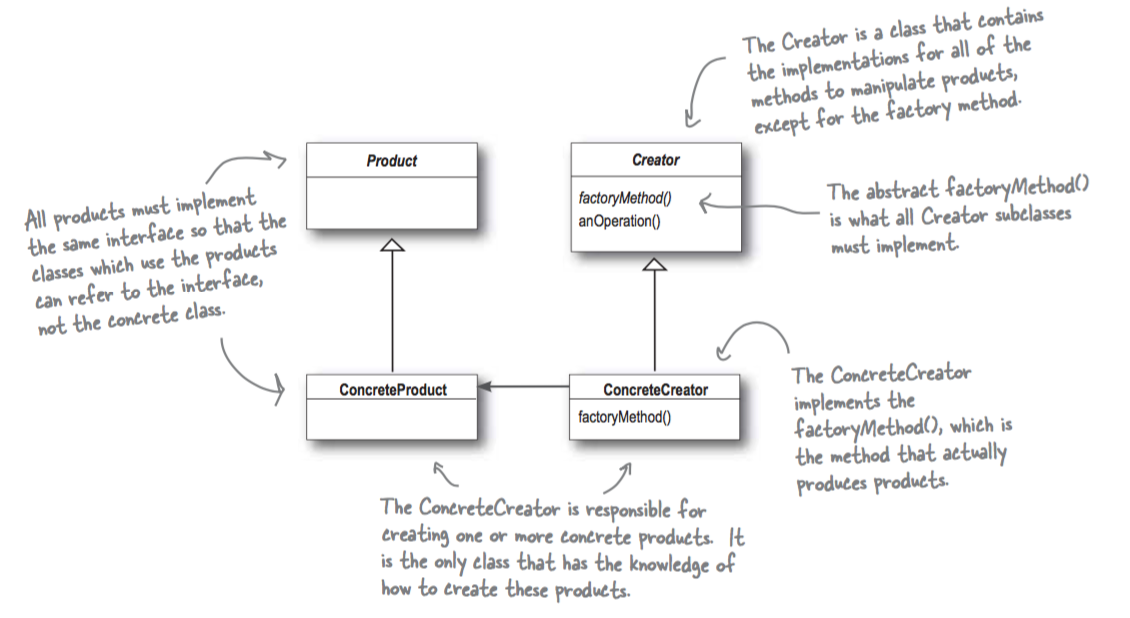 The Creator is a class that contains
the implementations for all of the
methods to manipulate products,
except for the factory method.
Product
Creator
factoryMethod()
anOperation()
The abstract factoryMethod()
is what all Creator subclasses
must implement.
All products must implement
the same interface so that the
classes which use the products
can refer to the interface,
not the concrete class.
ConcreteProduct
ConcreteCreator
factoryMethod()
The ConcreteCreator
implements the
factoryMethod(), which is
the method that actually
produces products.
The ConcreteCreator is responsible for
creating one or more concrete products. It
is the only class that has the knowledge of
how to create these products.